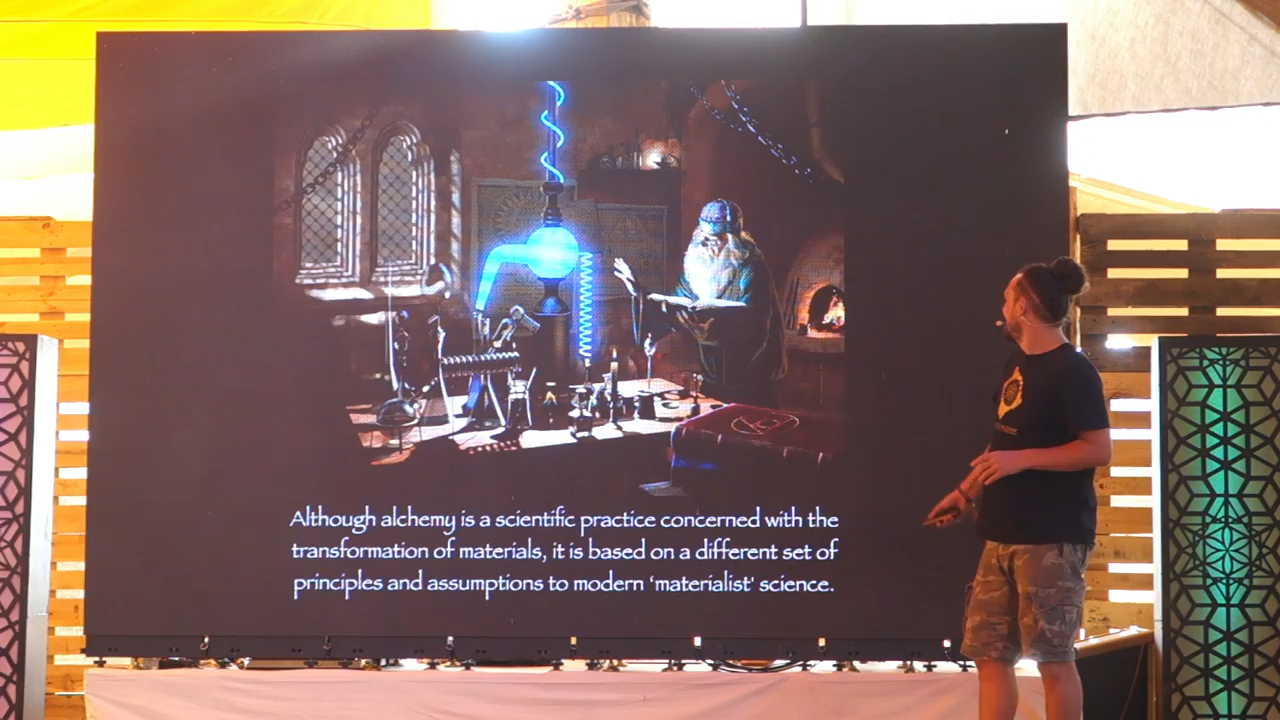 Although alchemy is a scientific practice concerned with the
transformation of materials, it is based on a different set of
principles and assumptions to modern ‘materialist’ science.